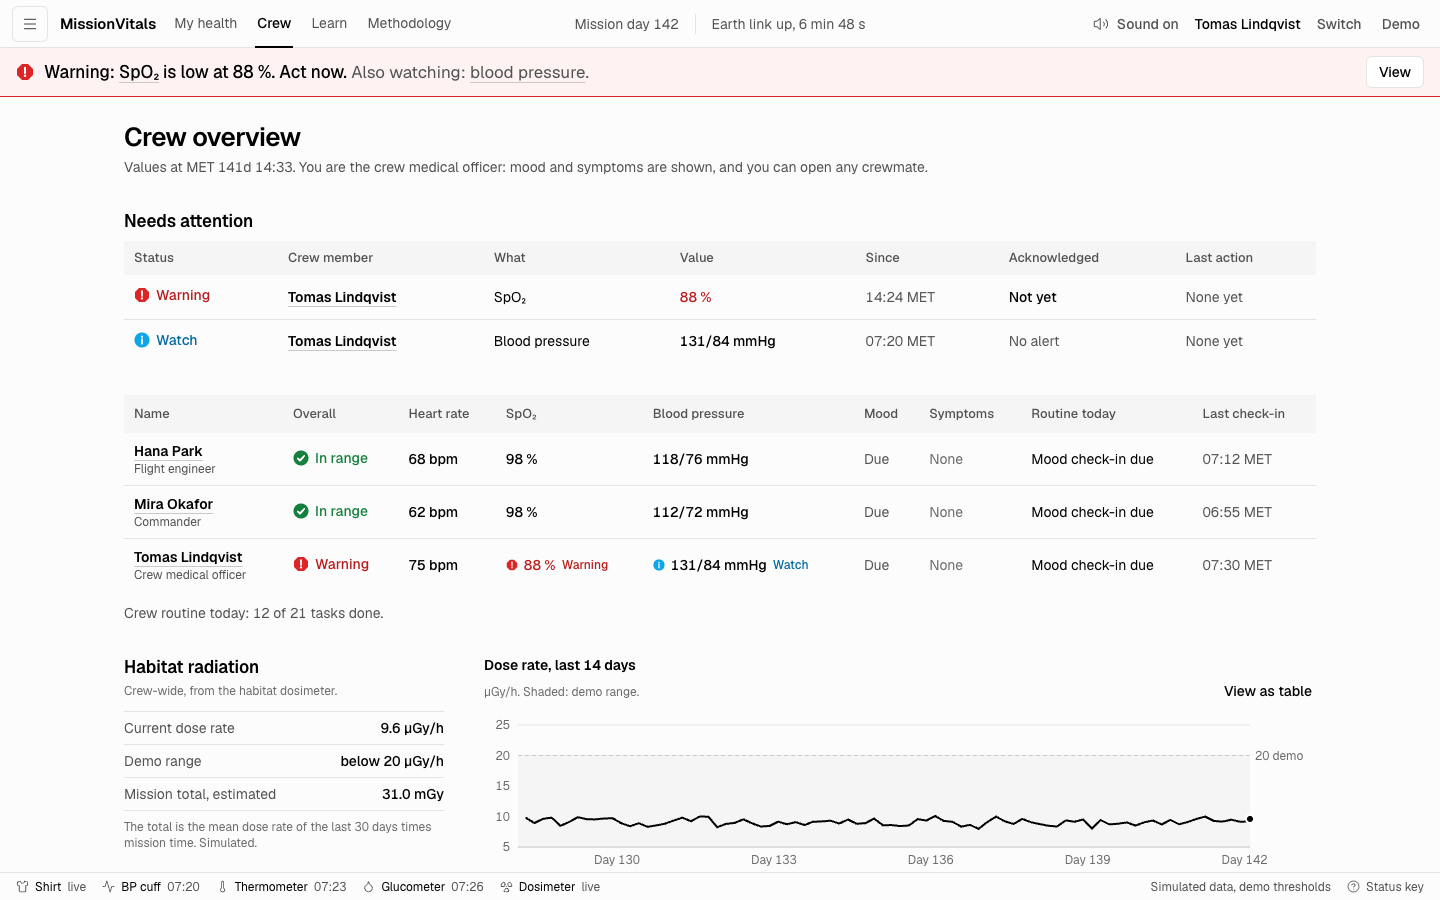 MissionVitals My health Crew Learn Methodology Mission day 142 Earth link up, 6 min 48 s Sound on Tomas Lindqvist Switch Demo
Warning: SpO₂ is low at 88 %. Act now. Also watching: blood pressure. View
Crew overview
Values at MET 141d 14:33. You are the crew medical officer: mood and symptoms are shown, and you can open any crewmate.
Needs attention
Status Crew member What Value Since Acknowledged Last action
Warning Tomas Lindqvist SpO₂ 88 % 14:24 MET Not yet None yet
Watch Tomas Lindqvist Blood pressure 131/84 mmHg 07:20 MET No alert None yet
Name Overall Heart rate SpO₂ Blood pressure Mood Symptoms Routine today Last check-in
Hana Park In range 68 bpm 98 % 118/76 mmHg Due None Mood check-in due 07:12 MET
Flight engineer
Mira Okafor In range 62 bpm 98 % 112/72 mmHg Due None Mood check-in due 06:55 MET
Commander
Tomas Lindqvist Warning 75 bpm 88 % Warning 131/84 mmHg Watch Due None Mood check-in due 07:30 MET
Crew medical officer
Crew routine today: 12 of 21 tasks done.
Habitat radiation
Crew-wide, from the habitat dosimeter.
Current dose rate 9.6 µGy/h
Demo range below 20 µGy/h
Mission total, estimated 31.0 mGy
The total is the mean dose rate of the last 30 days times
mission time. Simulated.
Dose rate, last 14 days
µGy/h. Shaded: demo range. View as table
25
20 20 demo
15
10
5
Day 130 Day 133 Day 136 Day 139 Day 142
Shirt live BP cuff 07:20 Thermometer 07:23 Glucometer 07:26 Dosimeter live Simulated data, demo thresholds Status key